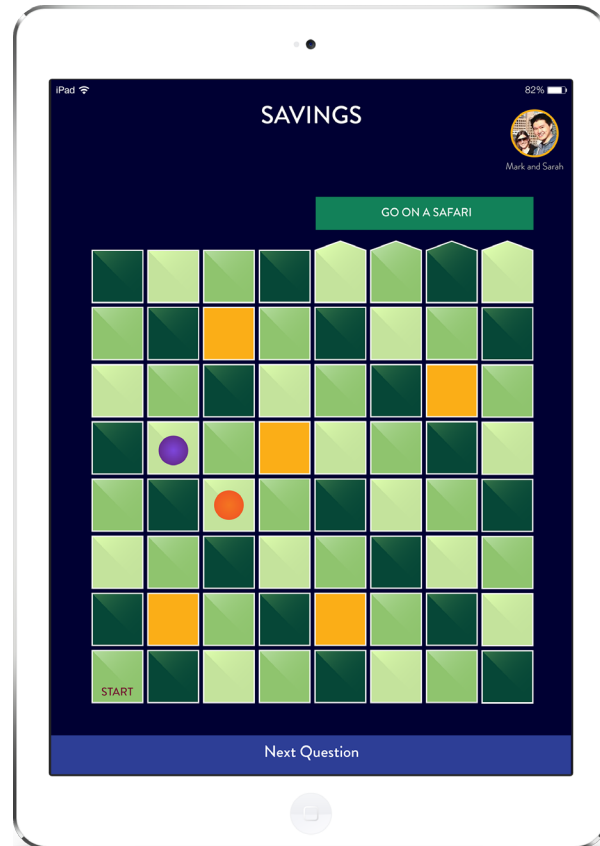 iPad 82%
SAVINGS
Mark and Sarah
GO ON A SAFARI
START
Next Question